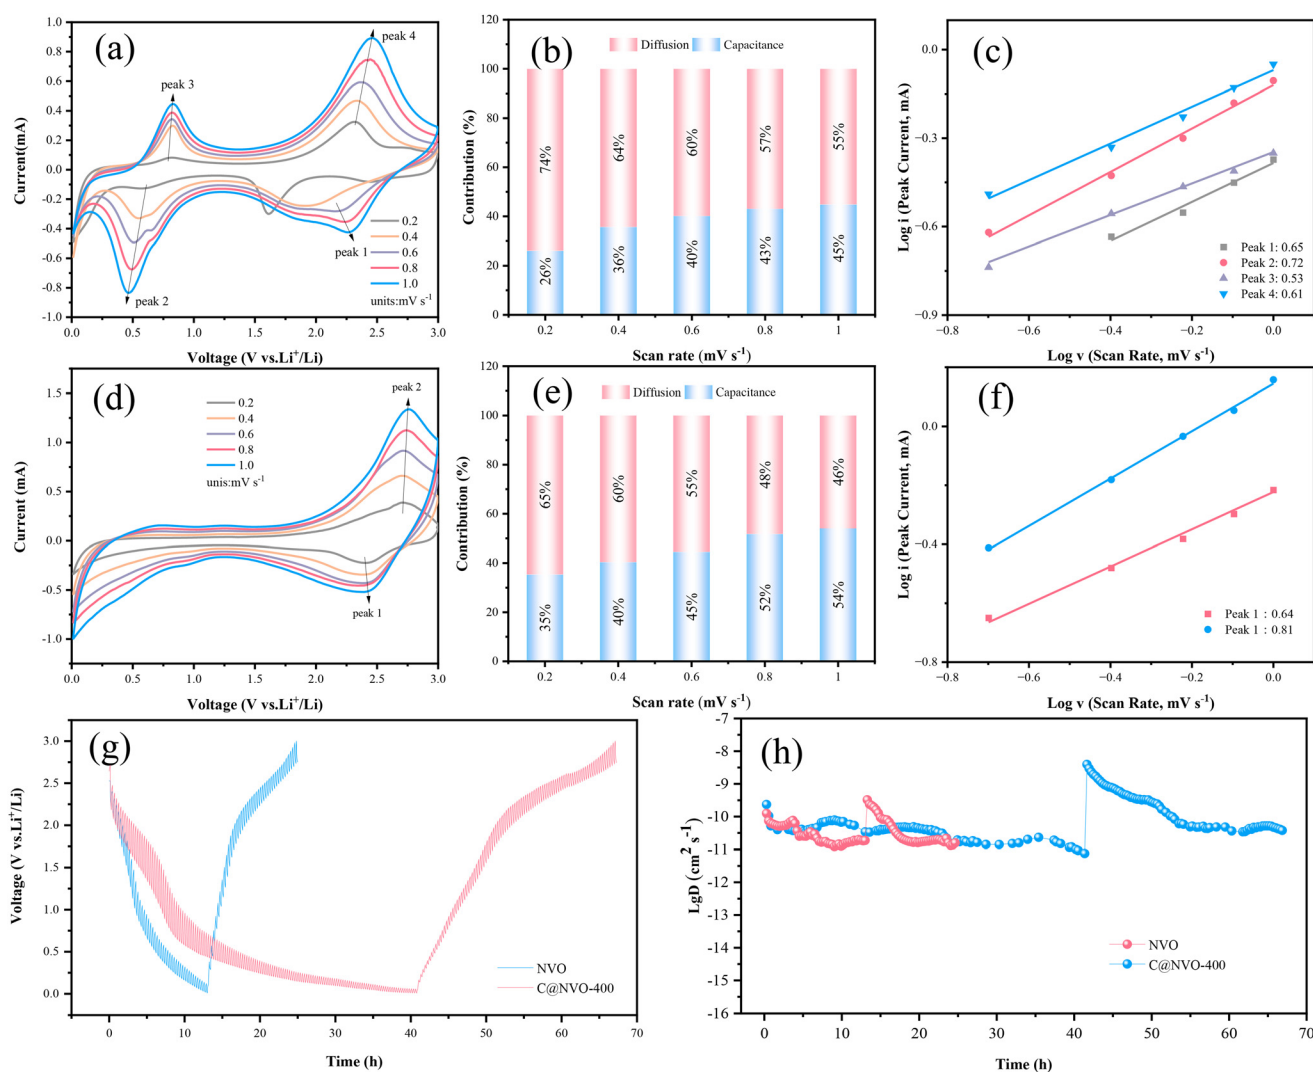 (a)
peak 4
peak 3
peak 1
peak 2
0.2
0.4
0.6
0.8
1.0
units:mV s⁻¹
Current(mA)
1.0
0.8
0.6
0.4
0.2
0.0
-0.2
-0.4
-0.6
-0.8
-1.0
0.0 0.5 1.0 1.5 2.0 2.5 3.0
Voltage (V vs.Li⁺/Li)
(b)
Diffusion Capacitance
Contribution (%)
120
100
80
60
40
20
0
74% 64% 60% 57% 55%
26% 36% 40% 43% 45%
0.2 0.4 0.6 0.8 1
Scan rate (mV s⁻¹)
(c)
Log i (Peak Current, mA)
0.0
−0.3
−0.6
−0.9
Peak 1: 0.65
Peak 2: 0.72
Peak 3: 0.53
Peak 4: 0.61
−0.8 −0.6 −0.4 −0.2 0.0
Log v (Scan Rate, mV s⁻¹)
(d)
peak 2
peak 1
0.2
0.4
0.6
0.8
1.0
unis:mV s⁻¹
Current (mA)
1.5
1.0
0.5
0.0
-0.5
-1.0
0.0 0.5 1.0 1.5 2.0 2.5 3.0
Voltage (V vs.Li⁺/Li)
(e)
Diffusion Capacitance
Contribution (%)
120
100
80
60
40
20
0
65% 60% 55% 48% 46%
35% 40% 45% 52% 54%
0.2 0.4 0.6 0.8 1
Scan rate (mV s⁻¹)
(f)
Log i (Peak Current, mA)
0.0
−0.4
−0.8
Peak 1 : 0.64
Peak 1 : 0.81
−0.8 −0.6 −0.4 −0.2 0.0
Log v (Scan Rate, mV s⁻¹)
(g)
Voltage (V vs.Li⁺/Li)
3.0
2.5
2.0
1.5
1.0
0.5
0.0
NVO
C@NVO-400
0 10 20 30 40 50 60 70
Time (h)
(h)
LgD (cm² s⁻¹)
-7
-8
-9
-10
-11
-12
-13
-14
-15
-16
NVO
C@NVO-400
0 10 20 30 40 50 60 70
Time (h)